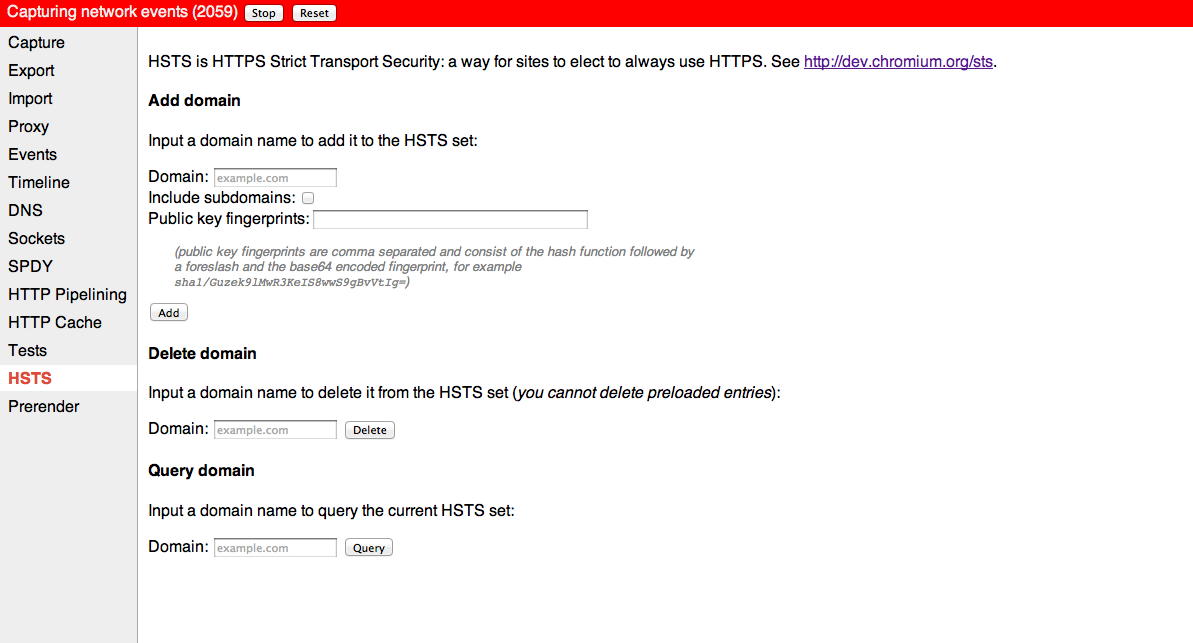 Capturing network events (2059) Stop Reset
Capture
Export
Import
Proxy
Events
Timeline
DNS
Sockets
SPDY
HTTP Pipelining
HTTP Cache
Tests
HSTS
Prerender
HSTS is HTTPS Strict Transport Security: a way for sites to elect to always use HTTPS. See http://dev.chromium.org/sts.
Add domain
Input a domain name to add it to the HSTS set:
Domain: example.com
Include subdomains:
Public key fingerprints:
(public key fingerprints are comma separated and consist of the hash function followed by
a foreslash and the base64 encoded fingerprint, for example
sha1/Guzek9lMwR3KeIS8wwS9gBvVtIg=)
Add
Delete domain
Input a domain name to delete it from the HSTS set (you cannot delete preloaded entries):
Domain: example.com Delete
Query domain
Input a domain name to query the current HSTS set:
Domain: example.com Query